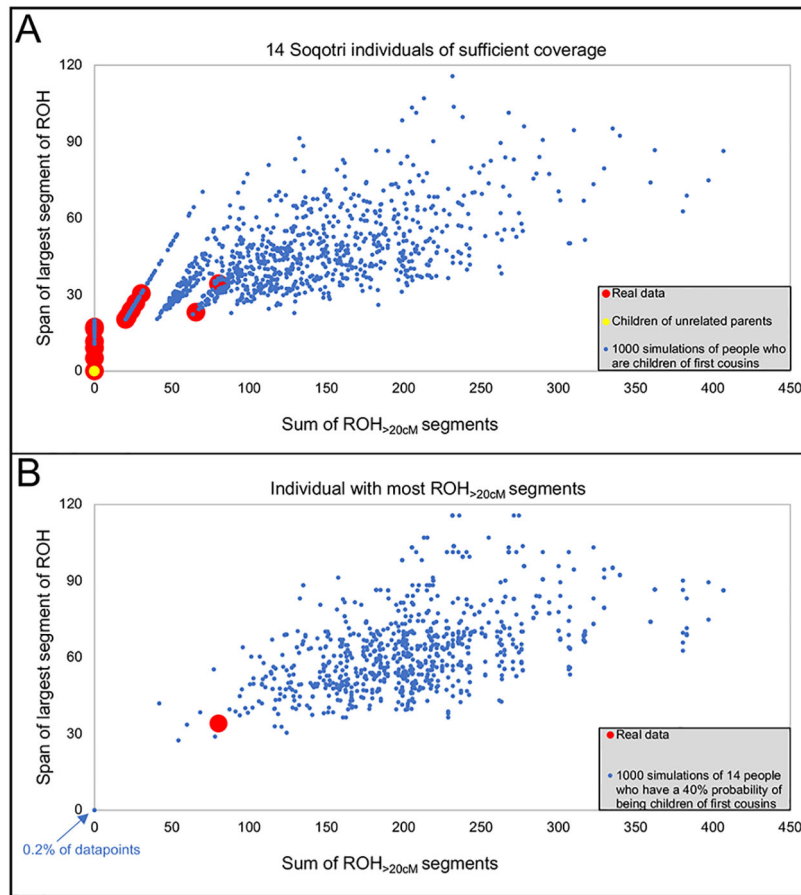 A
14 Soqotri individuals of sufficient coverage
120
90
60
30
0
Span of largest segment of ROH
Real data
Children of unrelated parents
1000 simulations of people who
are children of first cousins
0 50 100 150 200 250 300 350 400 450
Sum of ROH>20cM segments
B
Individual with most ROH>20cM segments
120
90
60
30
0
Span of largest segment of ROH
Real data
1000 simulations of 14 people
who have a 40% probability of
being children of first cousins
0 50 100 150 200 250 300 350 400 450
0.2% of datapoints
Sum of ROH>20cM segments